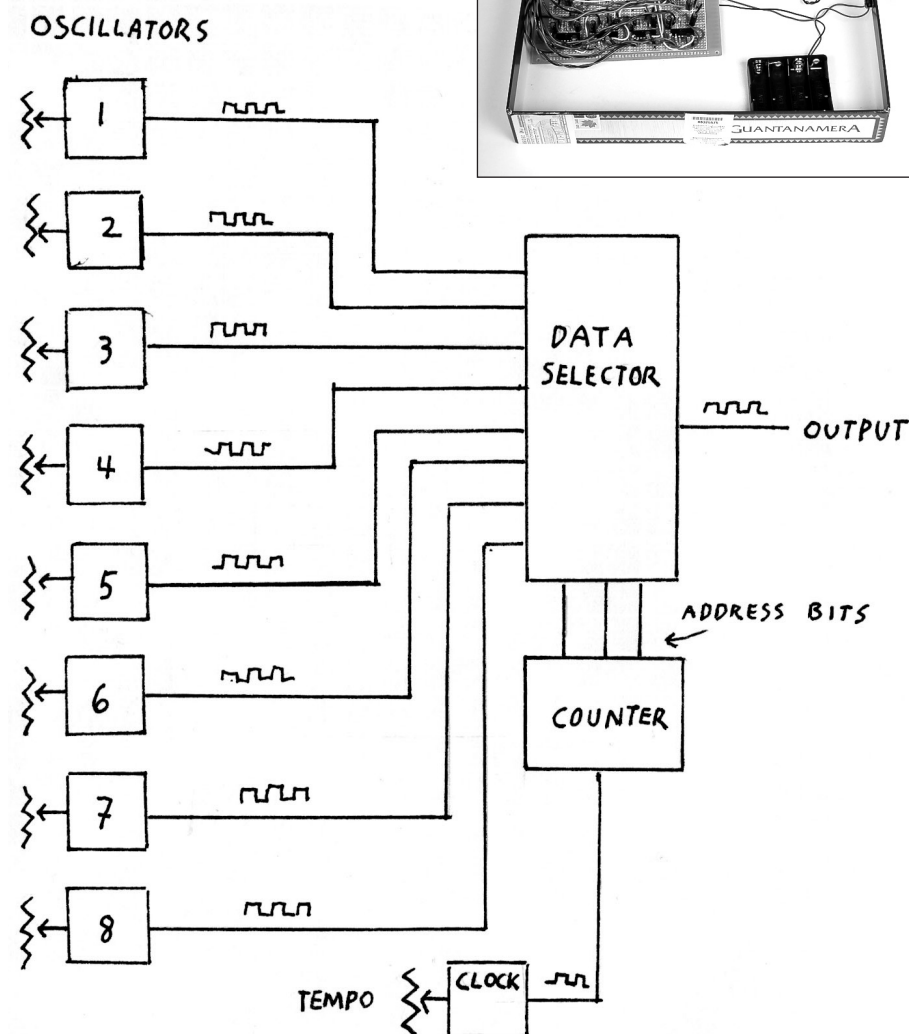 OSCILLATORS
GUANTANAMERA
1
2
3
4
5
6
7
8
DATA
SELECTOR
OUTPUT
ADDRESS BITS
COUNTER
TEMPO
CLOCK